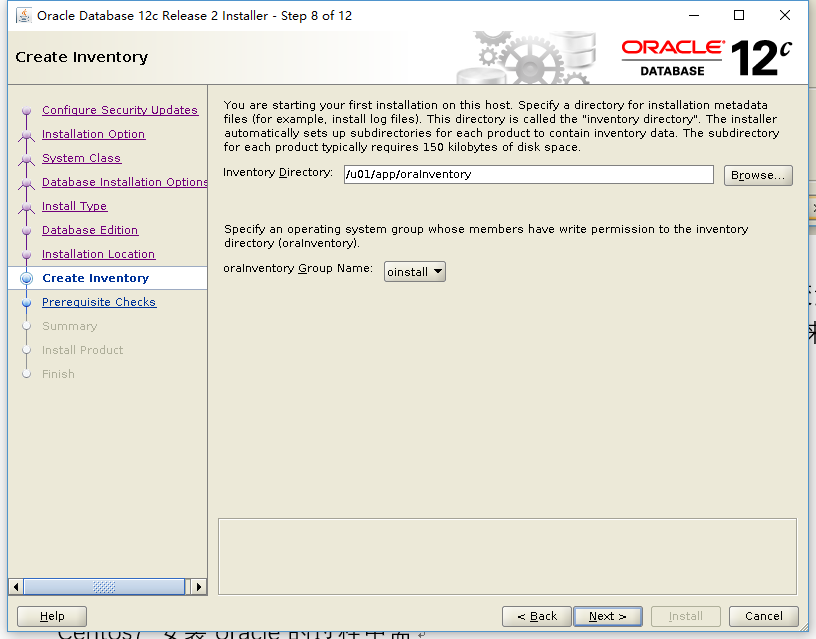 Oracle Database 12c Release 2 Installer - Step 8 of 12
Create Inventory
ORACLE
DATABASE
12c
Configure Security Updates
Installation Option
System Class
Database Installation Options
Install Type
Database Edition
Installation Location
Create Inventory
Prerequisite Checks
Summary
Install Product
Finish
You are starting your first installation on this host. Specify a directory for installation metadata
files (for example, install log files). This directory is called the "inventory directory". The installer
automatically sets up subdirectories for each product to contain inventory data. The subdirectory
for each product typically requires 150 kilobytes of disk space.
Inventory Directory: /u01/app/oraInventory Browse...
Specify an operating system group whose members have write permission to the inventory
directory (oraInventory).
oraInventory Group Name: oinstall
Help < Back Next > Install Cancel